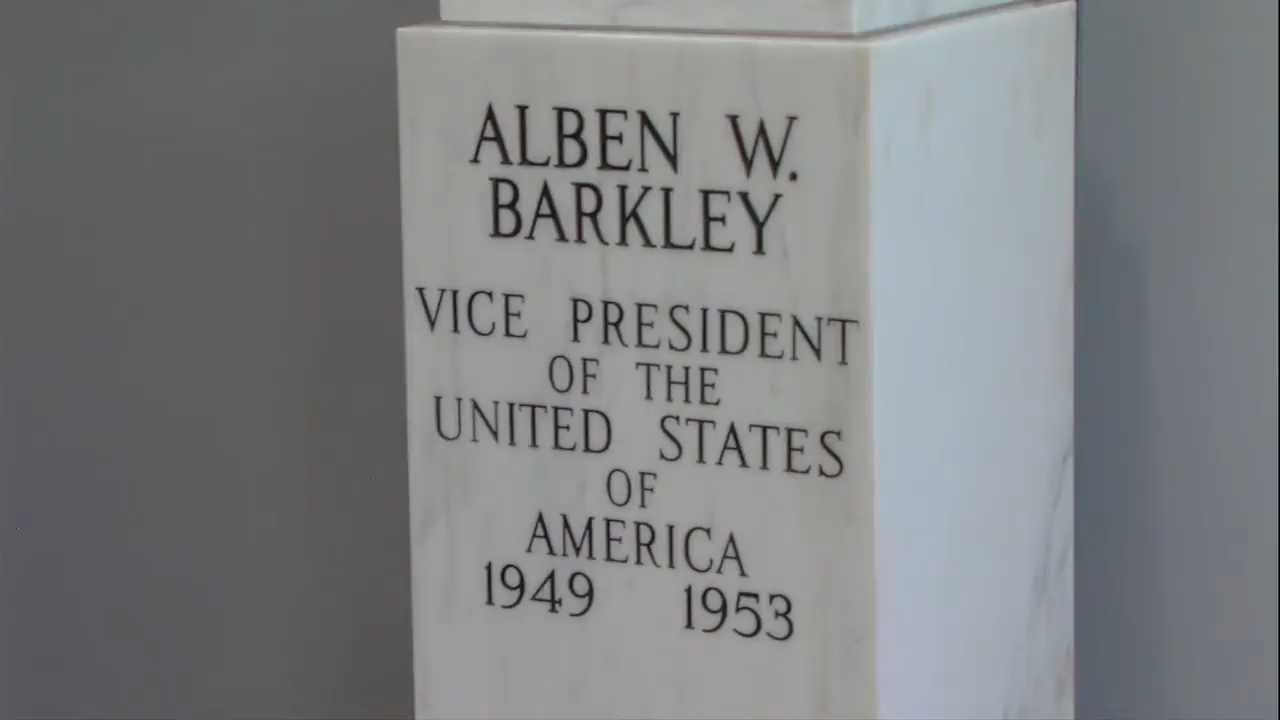 ALBEN W.
BARKLEY
VICE PRESIDENT
OF THE
UNITED STATES
OF
AMERICA
1949 1953